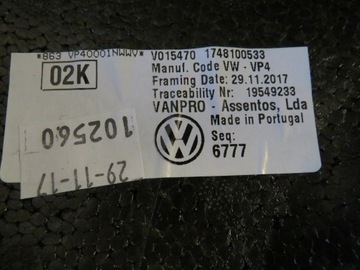 *863 VP40001NWWV* V015470 1748100533
02K
Manuf. Code VW - VP4
Framing Date: 29.11.2017
Traceability Nr: 19549233
VANPRO - Assentos, Lda
Made in Portugal
Seq:
6777
102560
29-11-17